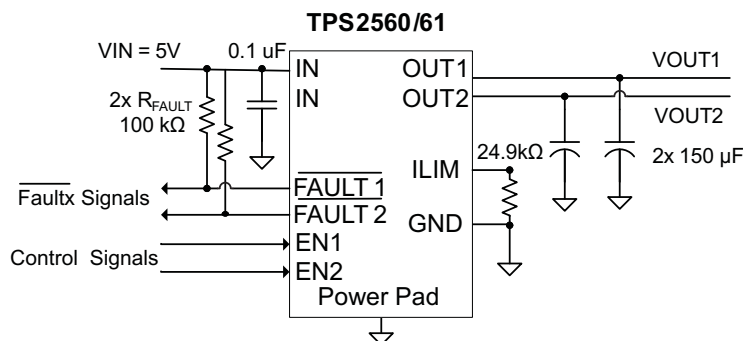 TPS2560/61
VIN = 5V
0.1 uF
2x RFAULT
100 kΩ
IN
IN
OUT1
OUT2
VOUT1
VOUT2
24.9kΩ
2x 150 µF
ILIM
Faultx Signals
FAULT 1
FAULT 2
GND
Control Signals
EN1
EN2
Power Pad